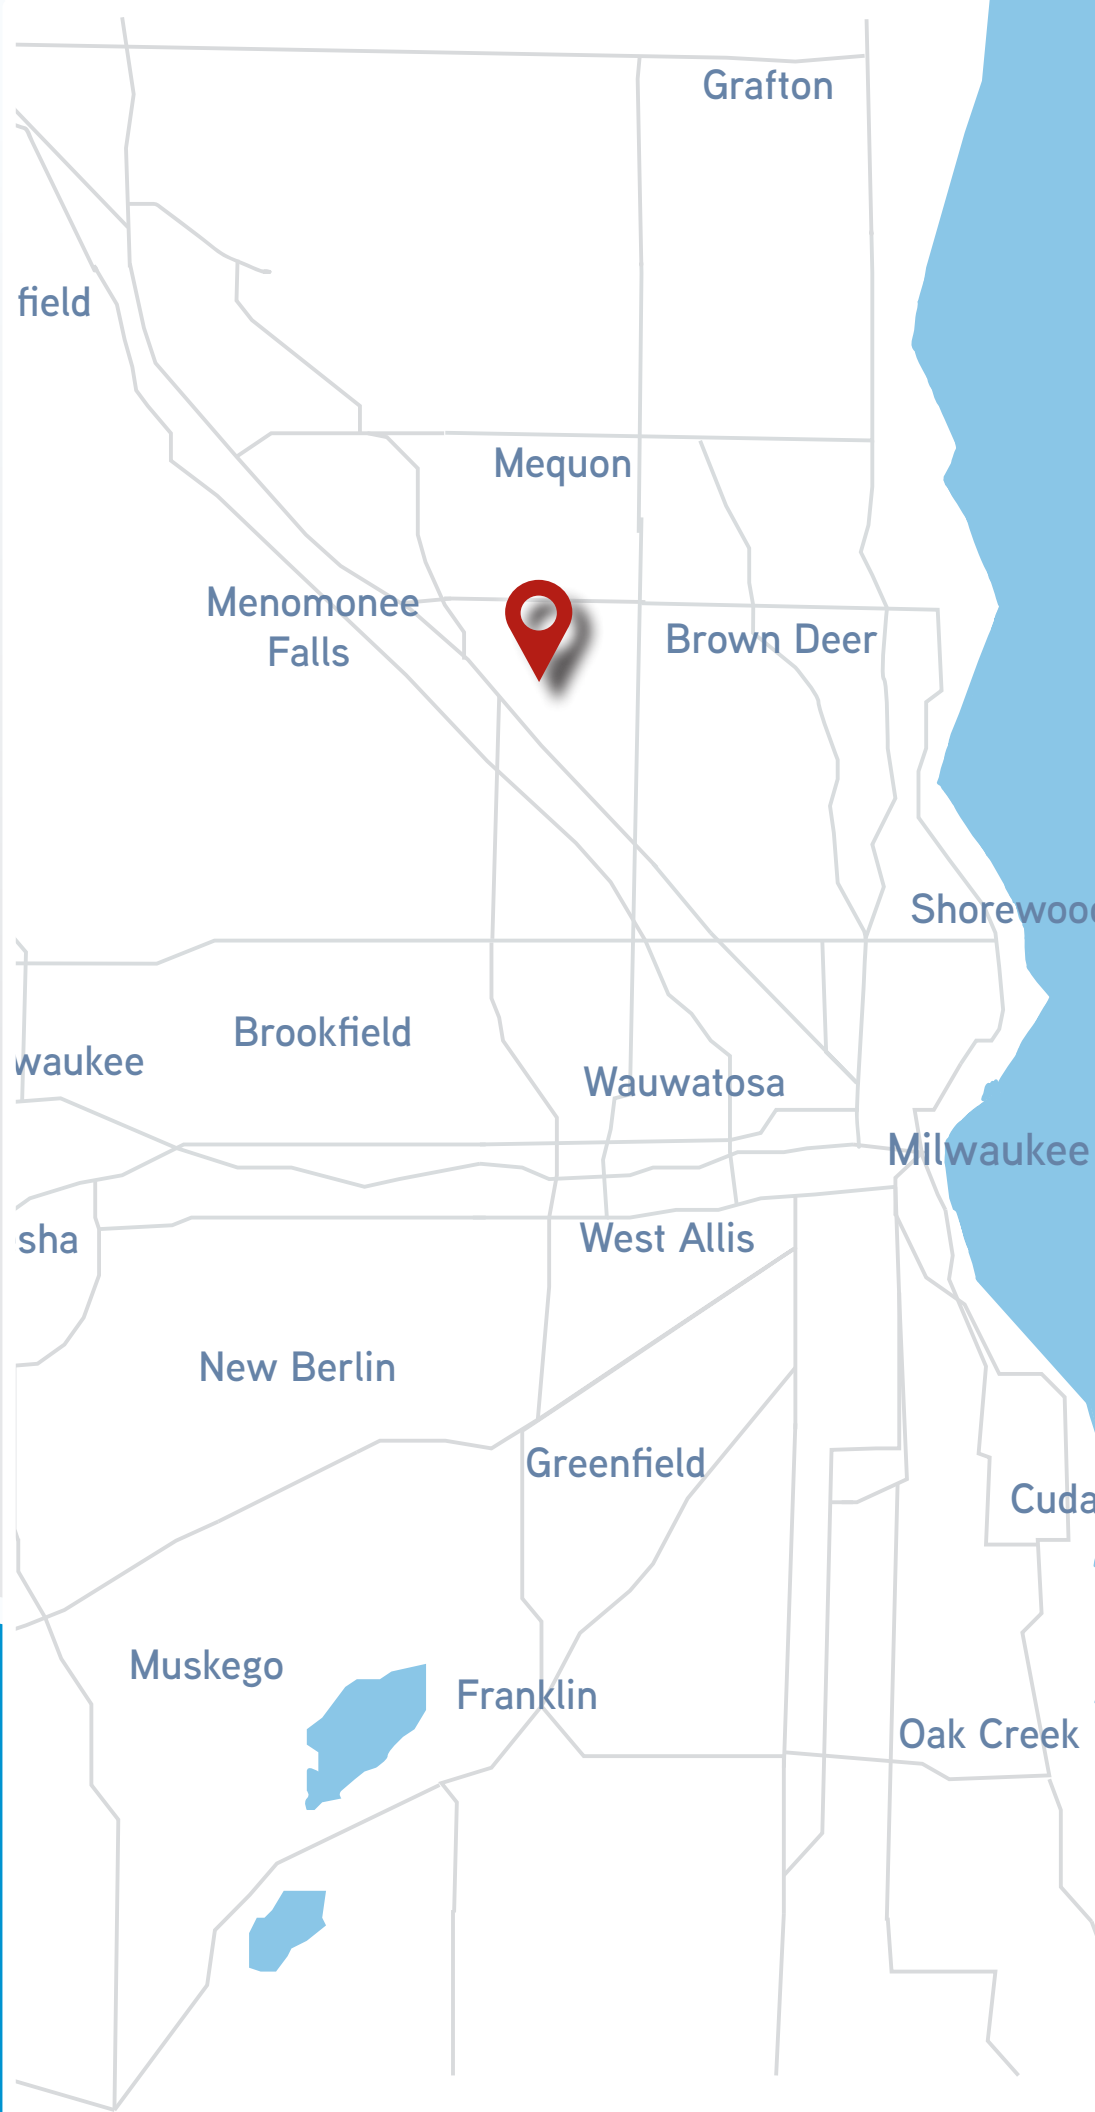 Grafton
field
Mequon
Menomonee
Falls
Brown Deer
Shorewood
Brookfield
waukee
Wauwatosa
Milwaukee
sha
West Allis
New Berlin
Greenfield
Cuda
Muskego
Franklin
Oak Creek